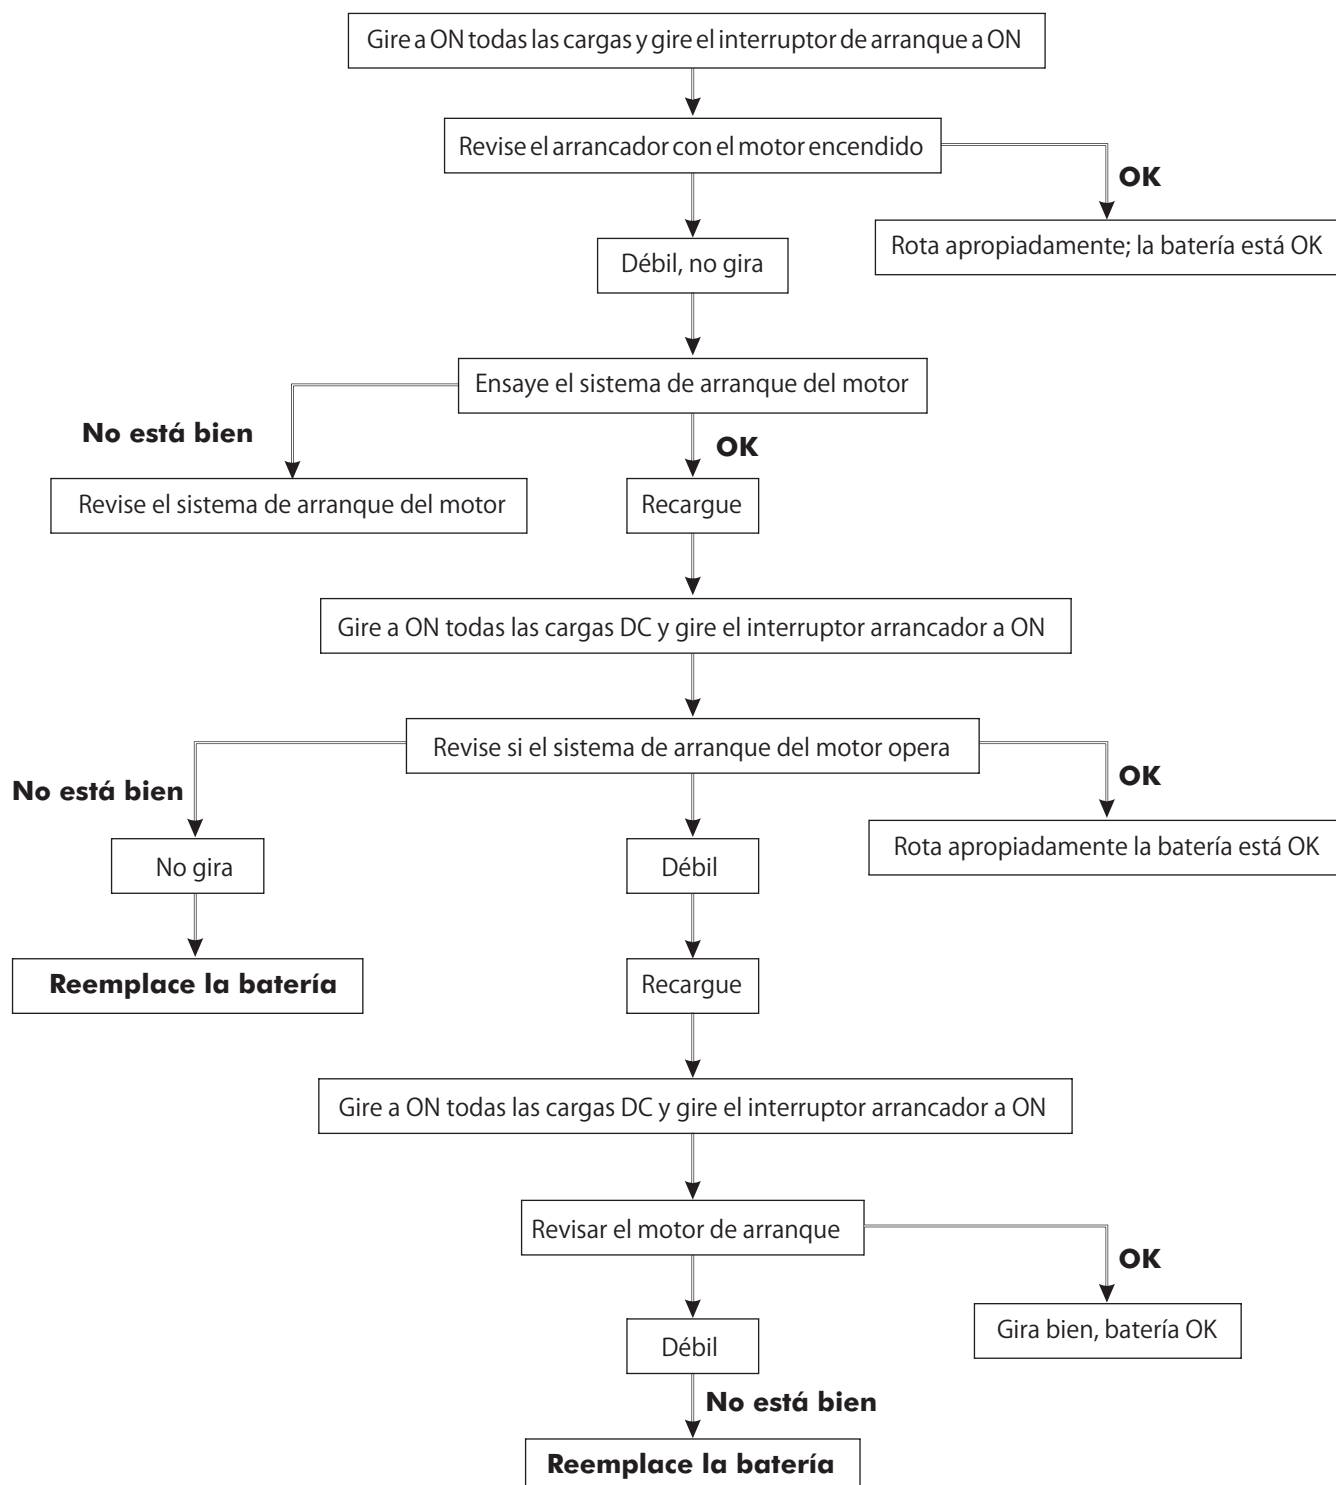 Gire a ON todas las cargas y gire el interruptor de arranque a ON
Revise el arrancador con el motor encendido
OK
Rota apropiadamente; la batería está OK
Débil, no gira
Ensaye el sistema de arranque del motor
No está bien
OK
Revise el sistema de arranque del motor
Recargue
Gire a ON todas las cargas DC y gire el interruptor arrancador a ON
Revise si el sistema de arranque del motor opera
No está bien
OK
No gira
Débil
Rota apropiadamente la batería está OK
Reemplace la batería
Recargue
Gire a ON todas las cargas DC y gire el interruptor arrancador a ON
Revisar el motor de arranque
OK
Débil
Gira bien, batería OK
No está bien
Reemplace la batería